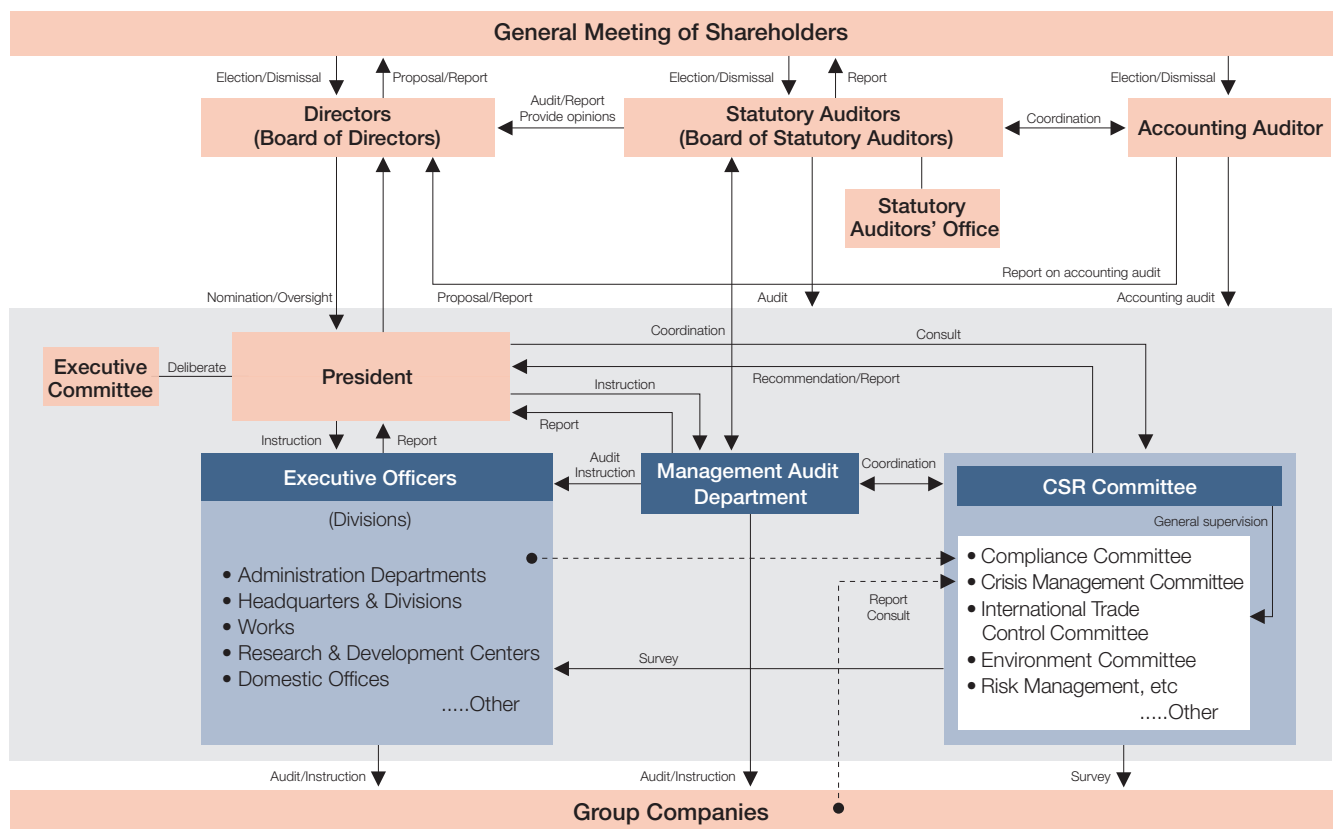 General Meeting of Shareholders
Election/Dismissal
Proposal/Report
Election/Dismissal
Report
Election/Dismissal
Directors
(Board of Directors)
Audit/Report
Provide opinions
Statutory Auditors
(Board of Statutory Auditors)
Coordination
Accounting Auditor
Statutory
Auditors' Office
Report on accounting audit
Nomination/Oversight
Proposal/Report
Audit
Accounting audit
Coordination
Consult
Executive
Committee
Deliberate
President
Recommendation/Report
Instruction
Report
Instruction
Report
Executive Officers
Audit
Instruction
Management Audit
Department
Coordination
CSR Committee
(Divisions)
General supervision
• Administration Departments
• Headquarters & Divisions
• Works
• Research & Development Centers
• Domestic Offices
.....Other
Report
Consult
• Compliance Committee
• Crisis Management Committee
• International Trade
Control Committee
• Environment Committee
• Risk Management, etc
.....Other
Survey
Audit/Instruction
Audit/Instruction
Survey
Group Companies